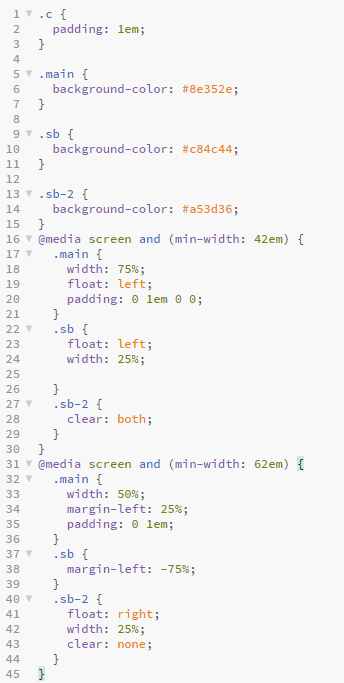 1 .c {
2   padding: 1em;
3 }
4
5 .main {
6   background-color: #8e352e;
7 }
8
9 .sb {
10   background-color: #c84c44;
11 }
12
13 .sb-2 {
14   background-color: #a53d36;
15 }
16 @media screen and (min-width: 42em) {
17   .main {
18     width: 75%;
19     float: left;
20     padding: 0 1em 0 0;
21   }
22   .sb {
23     float: left;
24     width: 25%;
25
26   }
27   .sb-2 {
28     clear: both;
29   }
30 }
31 @media screen and (min-width: 62em) {
32   .main {
33     width: 50%;
34     margin-left: 25%;
35     padding: 0 1em;
36   }
37   .sb {
38     margin-left: -75%;
39   }
40   .sb-2 {
41     float: right;
42     width: 25%;
43     clear: none;
44   }
45 }